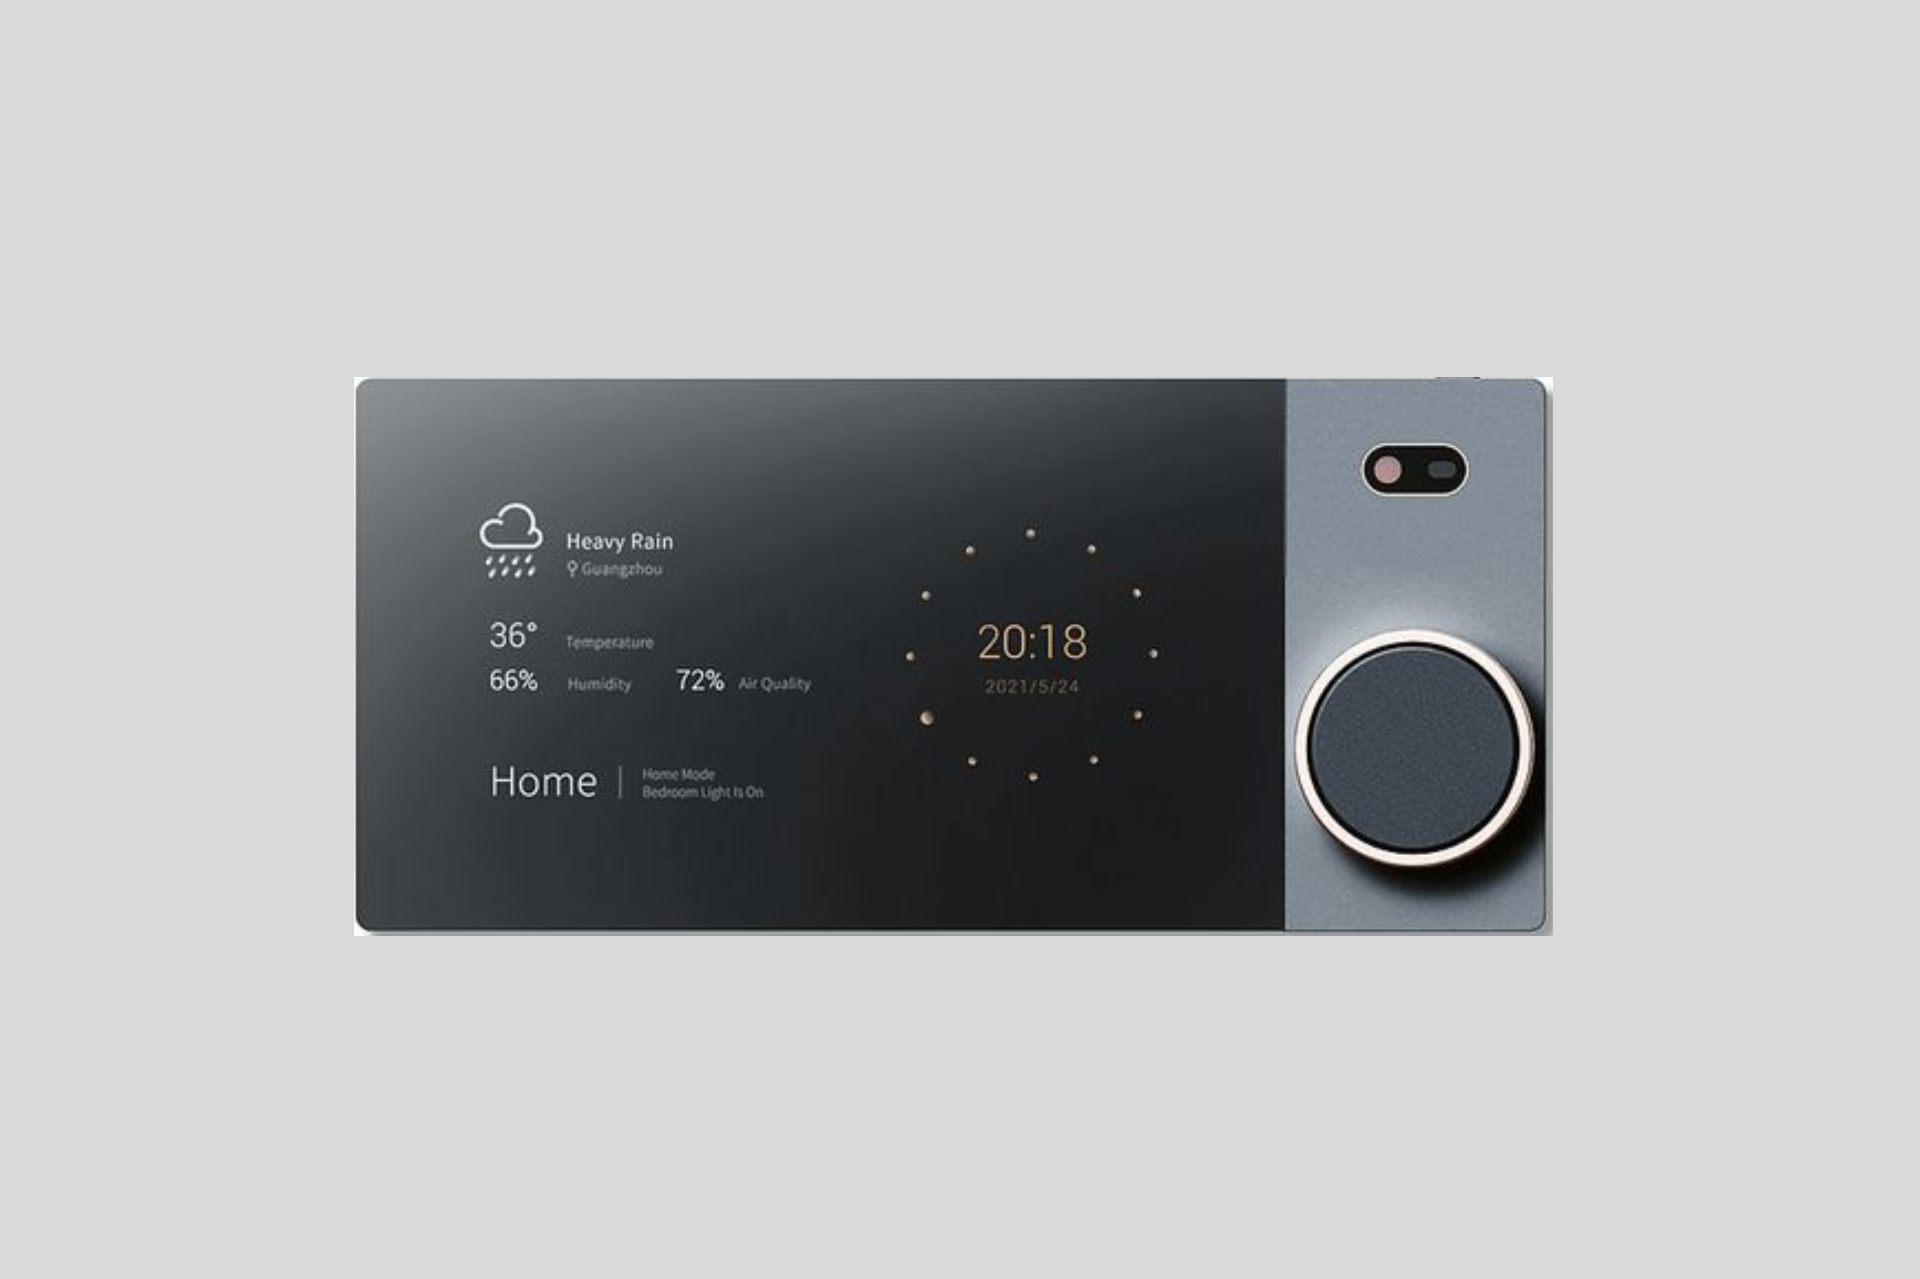 Heavy Rain
Guangzhou
36° Temperature
66% Humidity 72% Air Quality
Home
Home Mode
Bedroom Light Is On
20:18
2021/5/24